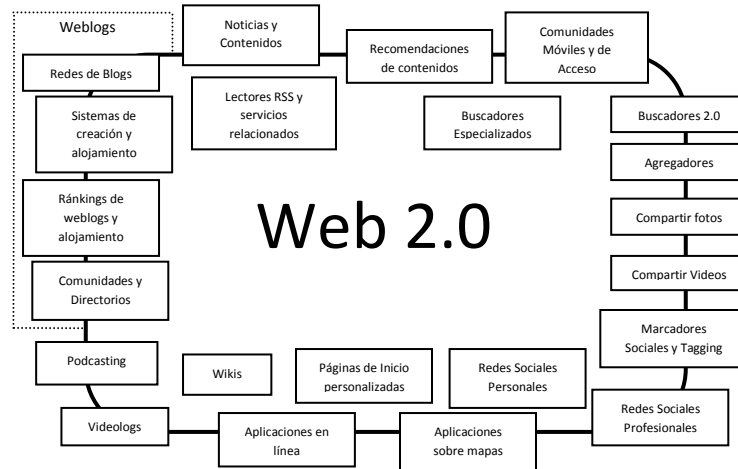 Weblogs
Redes de Blogs
Sistemas de
creación y
alojamiento
Ránkings de
weblogs y
alojamiento
Comunidades y
Directorios
Podcasting
Videologs
Noticias y
Contenidos
Recomendaciones
de contenidos
Comunidades
Móviles y de
Acceso
Lectores RSS y
servicios
relacionados
Buscadores
Especializados
Buscadores 2.0
Agregadores
Compartir fotos
Compartir Videos
Marcadores
Sociales y Tagging
Redes Sociales
Profesionales
Web 2.0
Wikis
Páginas de Inicio
personalizadas
Redes Sociales
Personales
Aplicaciones en
línea
Aplicaciones
sobre mapas